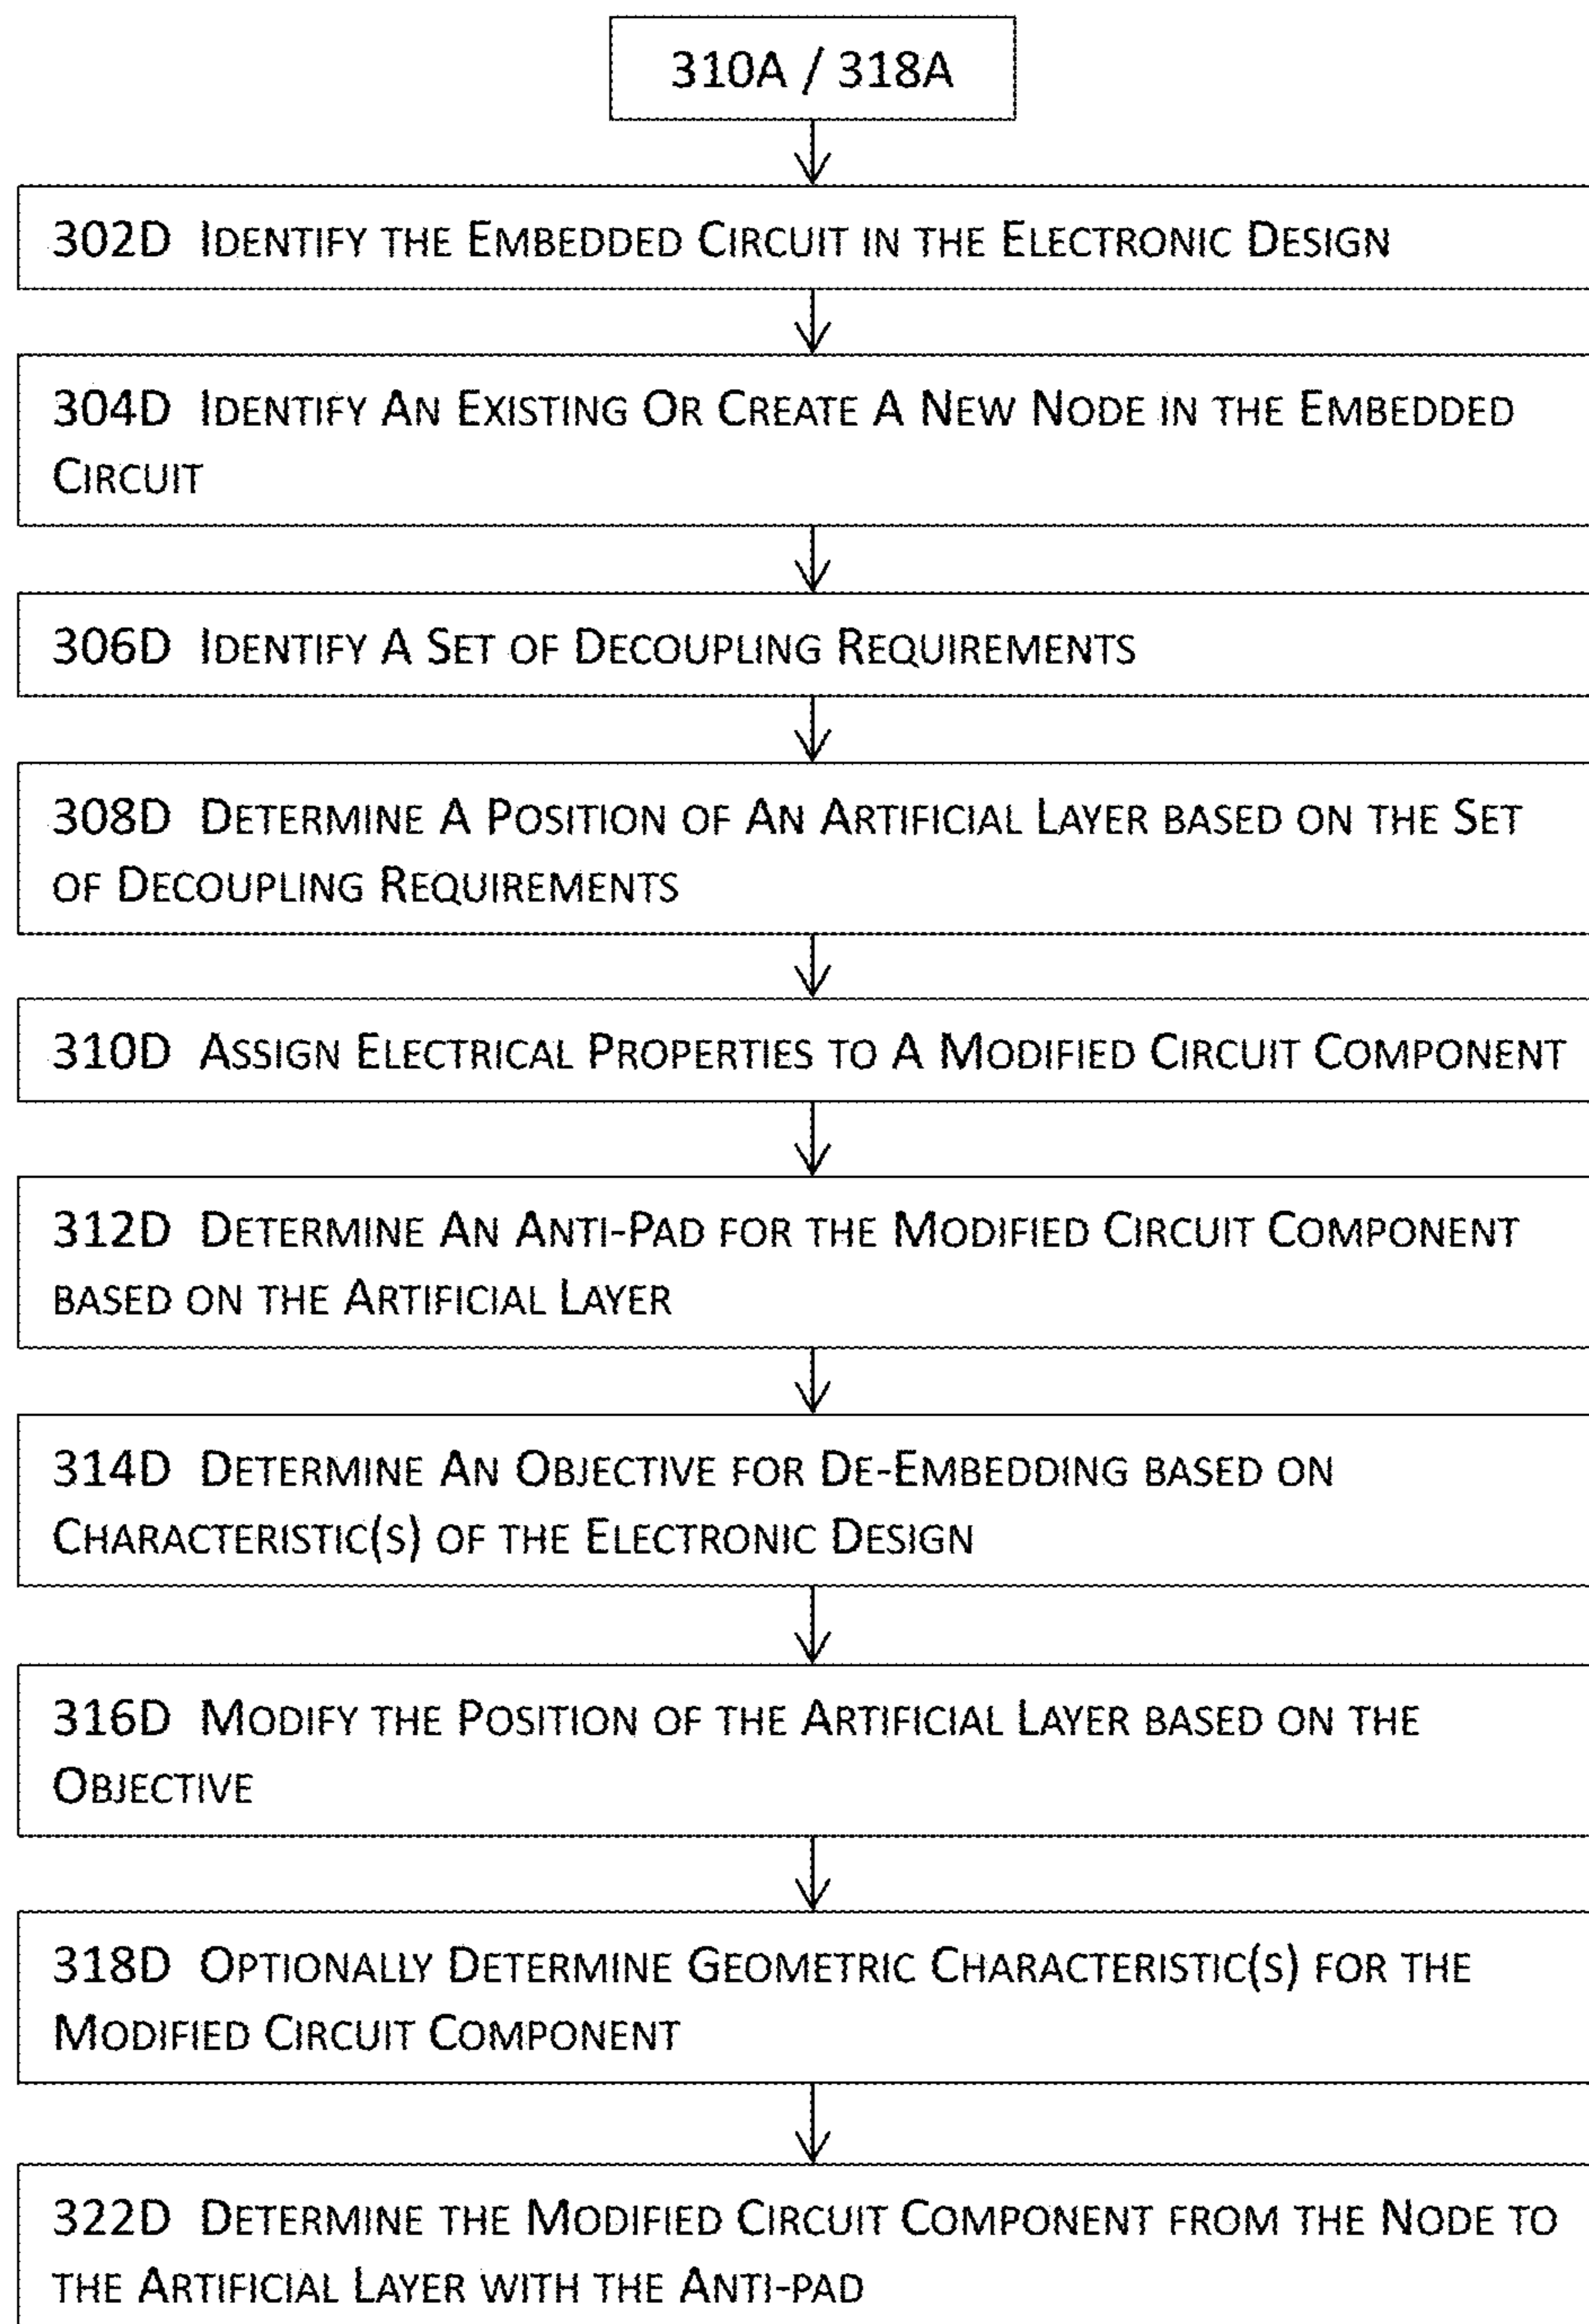 310A / 318A
302D Identify the Embedded Circuit in the Electronic Design
304D Identify An Existing Or Create A New Node in the Embedded
Circuit
306D Identify A Set of Decoupling Requirements
308D Determine A Position of An Artificial Layer based on the Set
of Decoupling Requirements
310D Assign Electrical Properties to A Modified Circuit Component
312D Determine An Anti-Pad for the Modified Circuit Component
based on the Artificial Layer
314D Determine An Objective for De-Embedding based on
Characteristic(s) of the Electronic Design
316D Modify the Position of the Artificial Layer based on the
Objective
318D Optionally Determine Geometric Characteristic(s) for the
Modified Circuit Component
322D Determine the Modified Circuit Component from the Node to
the Artificial Layer with the Anti-pad